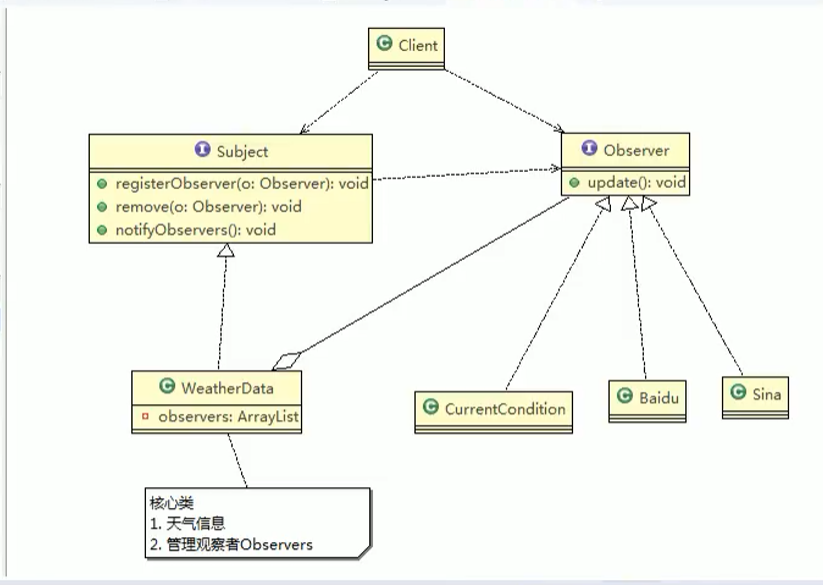 C Client
I Subject
registerObserver(o: Observer): void
remove(o: Observer): void
notifyObservers(): void
I Observer
update(): void
C WeatherData
observers: ArrayList
C CurrentCondition
C Baidu
C Sina
核心类
1. 天气信息
2. 管理观察者Observers